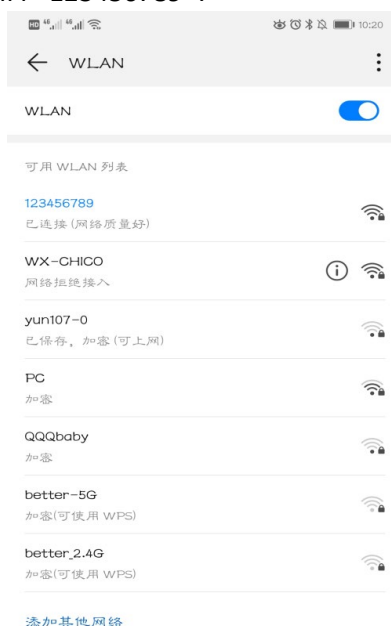 HD 4G 4G 10:20
WLAN
WLAN
可用 WLAN 列表
123456789
已连接 (网络质量好)
WX-CHICO
网络拒绝接入
yun107-0
已保存，加密 (可上网)
PC
加密
QQQbaby
加密
better-5G
加密(可使用 WPS)
better_2.4G
加密(可使用 WPS)
添加其他网络